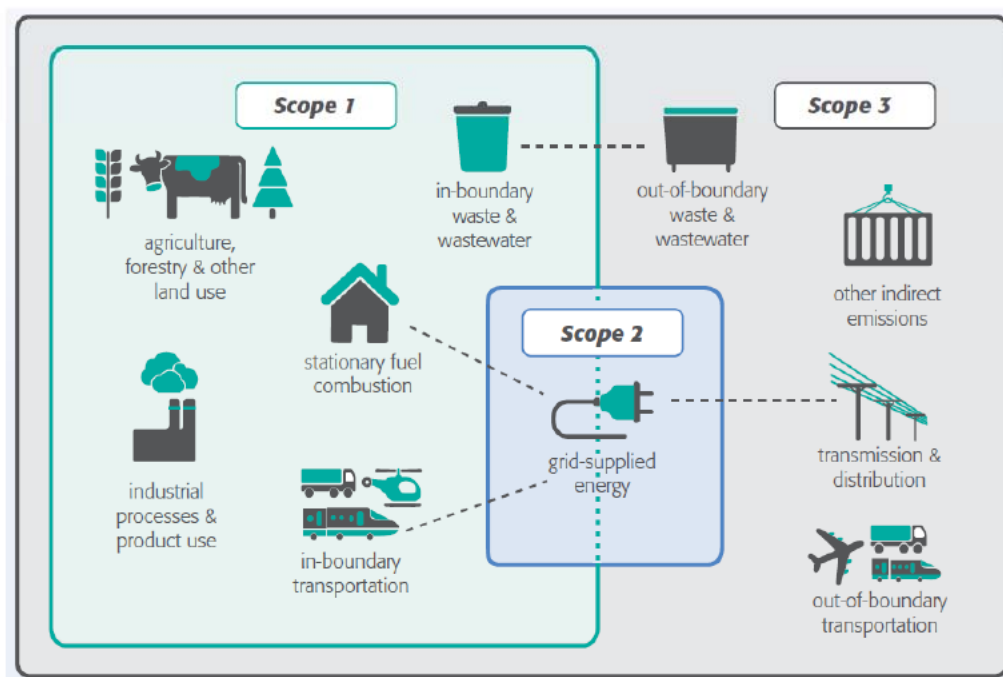 Scope 1
Scope 3
in-boundary
waste &
wastewater
out-of-boundary
waste &
wastewater
agriculture,
forestry & other
land use
other indirect
emissions
Scope 2
stationary fuel
combustion
grid-supplied
energy
transmission &
distribution
industrial
processes &
product use
in-boundary
transportation
out-of-boundary
transportation